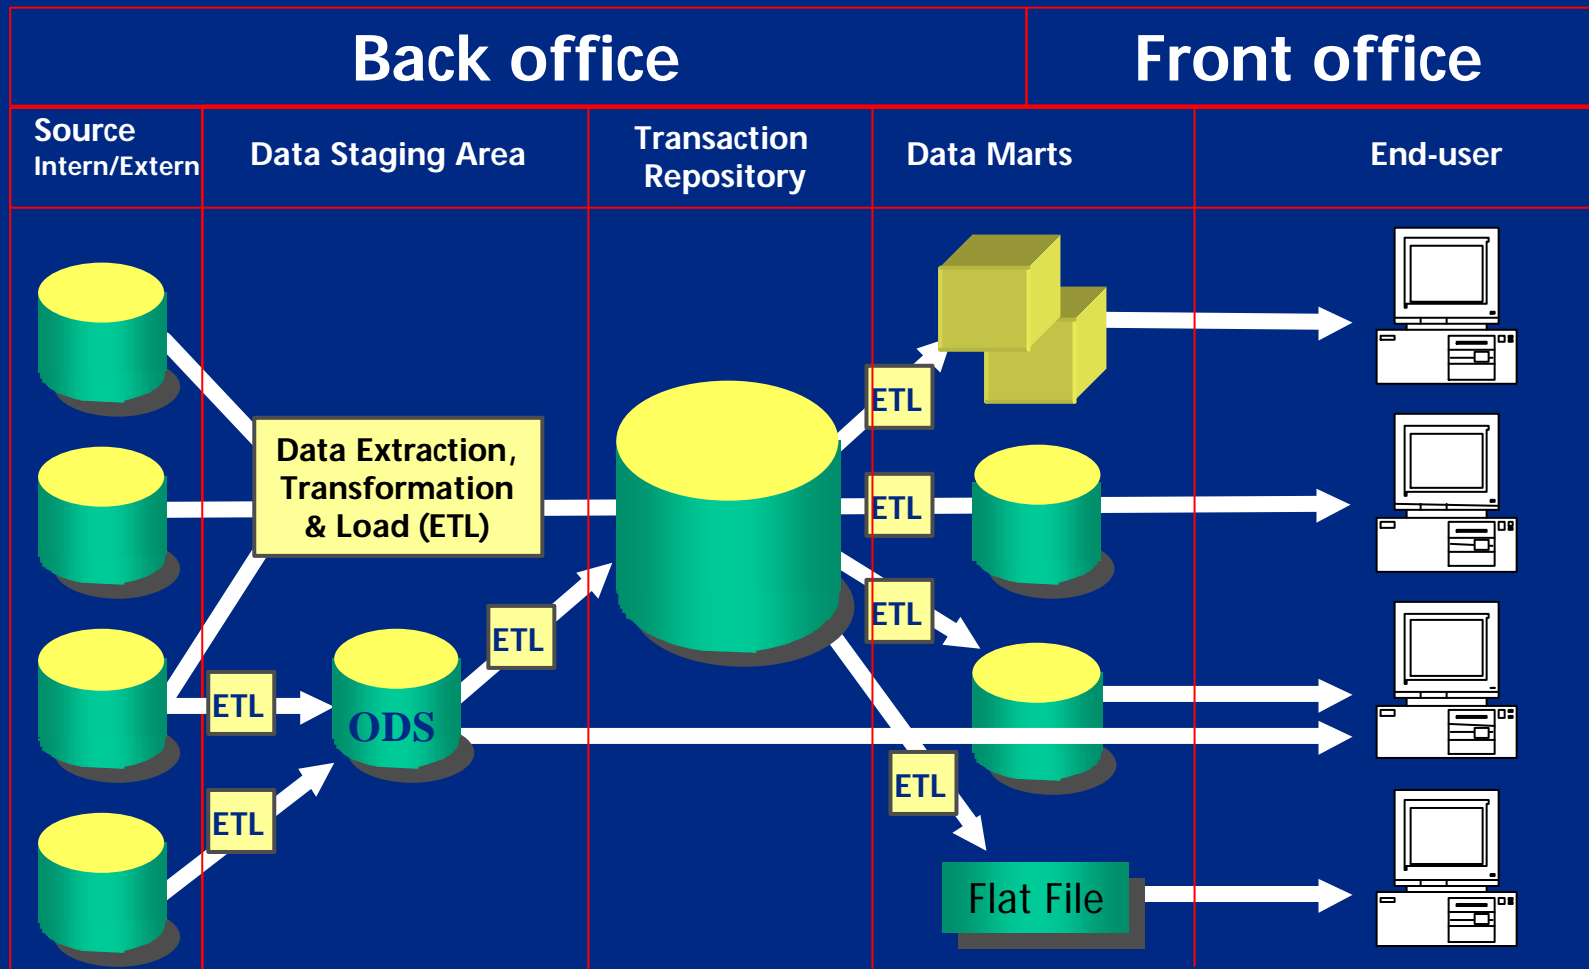 Back office
Front office
Source
Intern/Extern
Data Staging Area
Transaction
Repository
Data Marts
End-user
Data Extraction,
Transformation
& Load (ETL)
ETL
ETL
ETL
ETL
ETL
ODS
ETL
ETL
ETL
Flat File